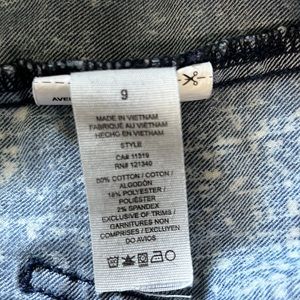 9
MADE IN VIETNAM
FABRIQUÉ AU VIETNAM
HECHO EN VIETNAM
STYLE
CA# 11519
RN# 121340
80% COTTON / COTON /
ALGODÓN
18% POLYESTER /
POLIÉSTER
2% SPANDEX
EXCLUSIVE OF TRIMS /
GARNITURES NON
COMPRISES / EXCLUYEN
DO AVIOS